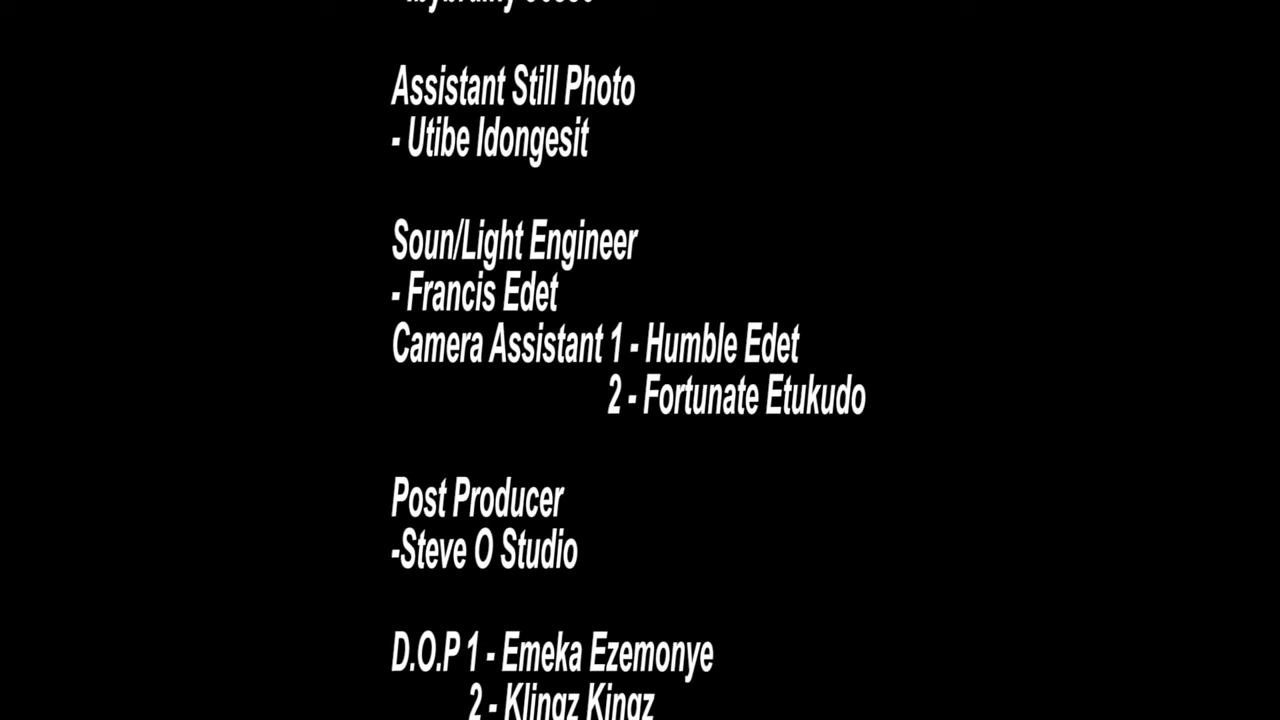 Assistant Still Photo
- Utibe Idongesit
Soun/Light Engineer
- Francis Edet
Camera Assistant 1 - Humble Edet
2 - Fortunate Etukudo
Post Producer
-Steve O Studio
D.O.P 1 - Emeka Ezemonye
2 - Klingz Kingz